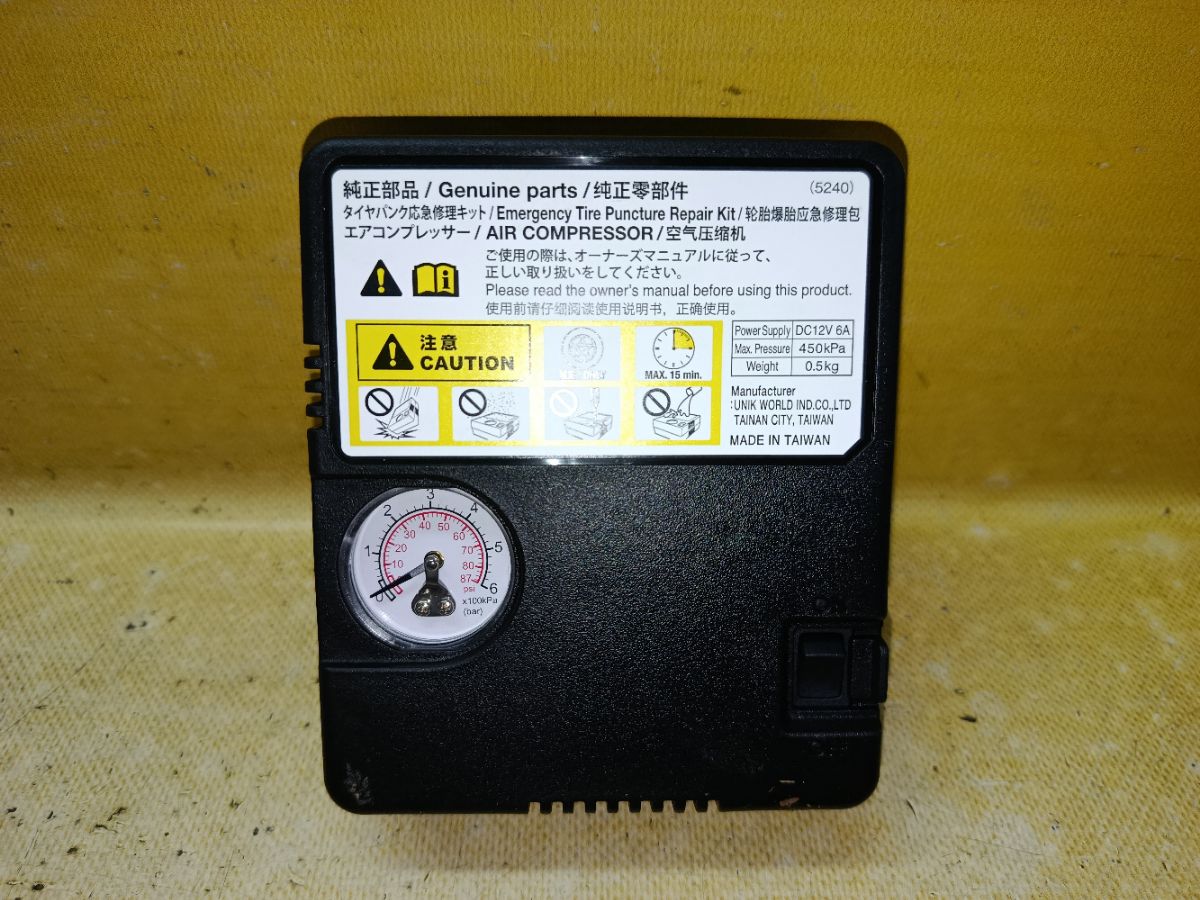 純正部品 / Genuine parts / 纯正零部件 (5240)
タイヤパンク応急修理キット / Emergency Tire Puncture Repair Kit / 轮胎爆胎应急修理包
エアコンプレッサー / AIR COMPRESSOR / 空气压缩机
ご使用の際は、オーナーズマニュアルに従って、
正しい取り扱いをしてください。
Please read the owner's manual before using this product.
使用前请仔细阅读使用说明书，正确使用。
注意
CAUTION
MAX. 15 min.
Power Supply DC12V 6A
Max. Pressure 450kPa
Weight 0.5kg
Manufacturer
:UNIK WORLD IND.CO.,LTD
TAINAN CITY, TAIWAN
MADE IN TAIWAN
0 1 2 3 4 5 6
0 10 20 30 40 50 60 70 80 87
psi
x100kPa
(bar)